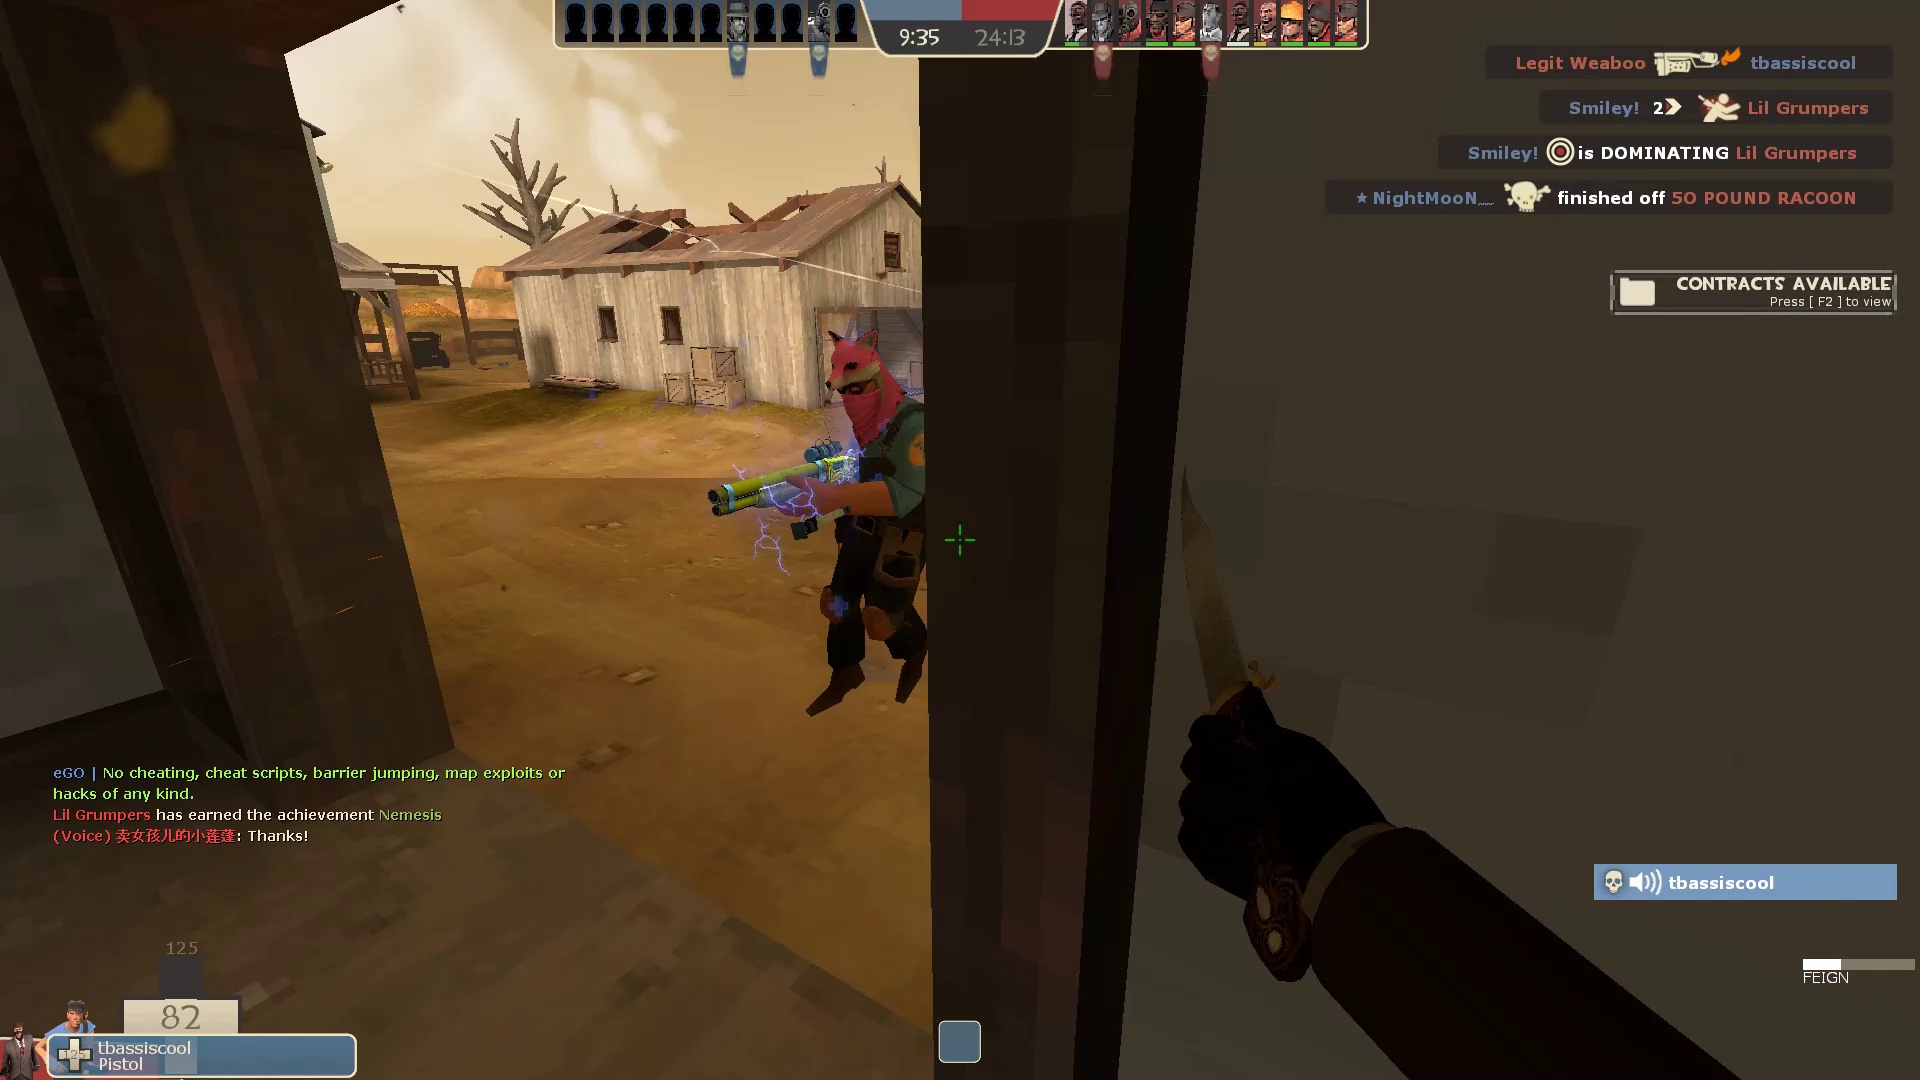 9:35 24:13
Legit Weaboo tbassiscool
Smiley! 2 Lil Grumpers
Smiley! is DOMINATING Lil Grumpers
NightMooN__ finished off 50 POUND RACOON
CONTRACTS AVAILABLE
Press [ F2 ] to view
eGO | No cheating, cheat scripts, barrier jumping, map exploits or
hacks of any kind.
Lil Grumpers has earned the achievement Nemesis
(Voice) 卖女孩儿的小莲蓬: Thanks!
tbassiscool
FEIGN
125
82
125
tbassiscool
Pistol